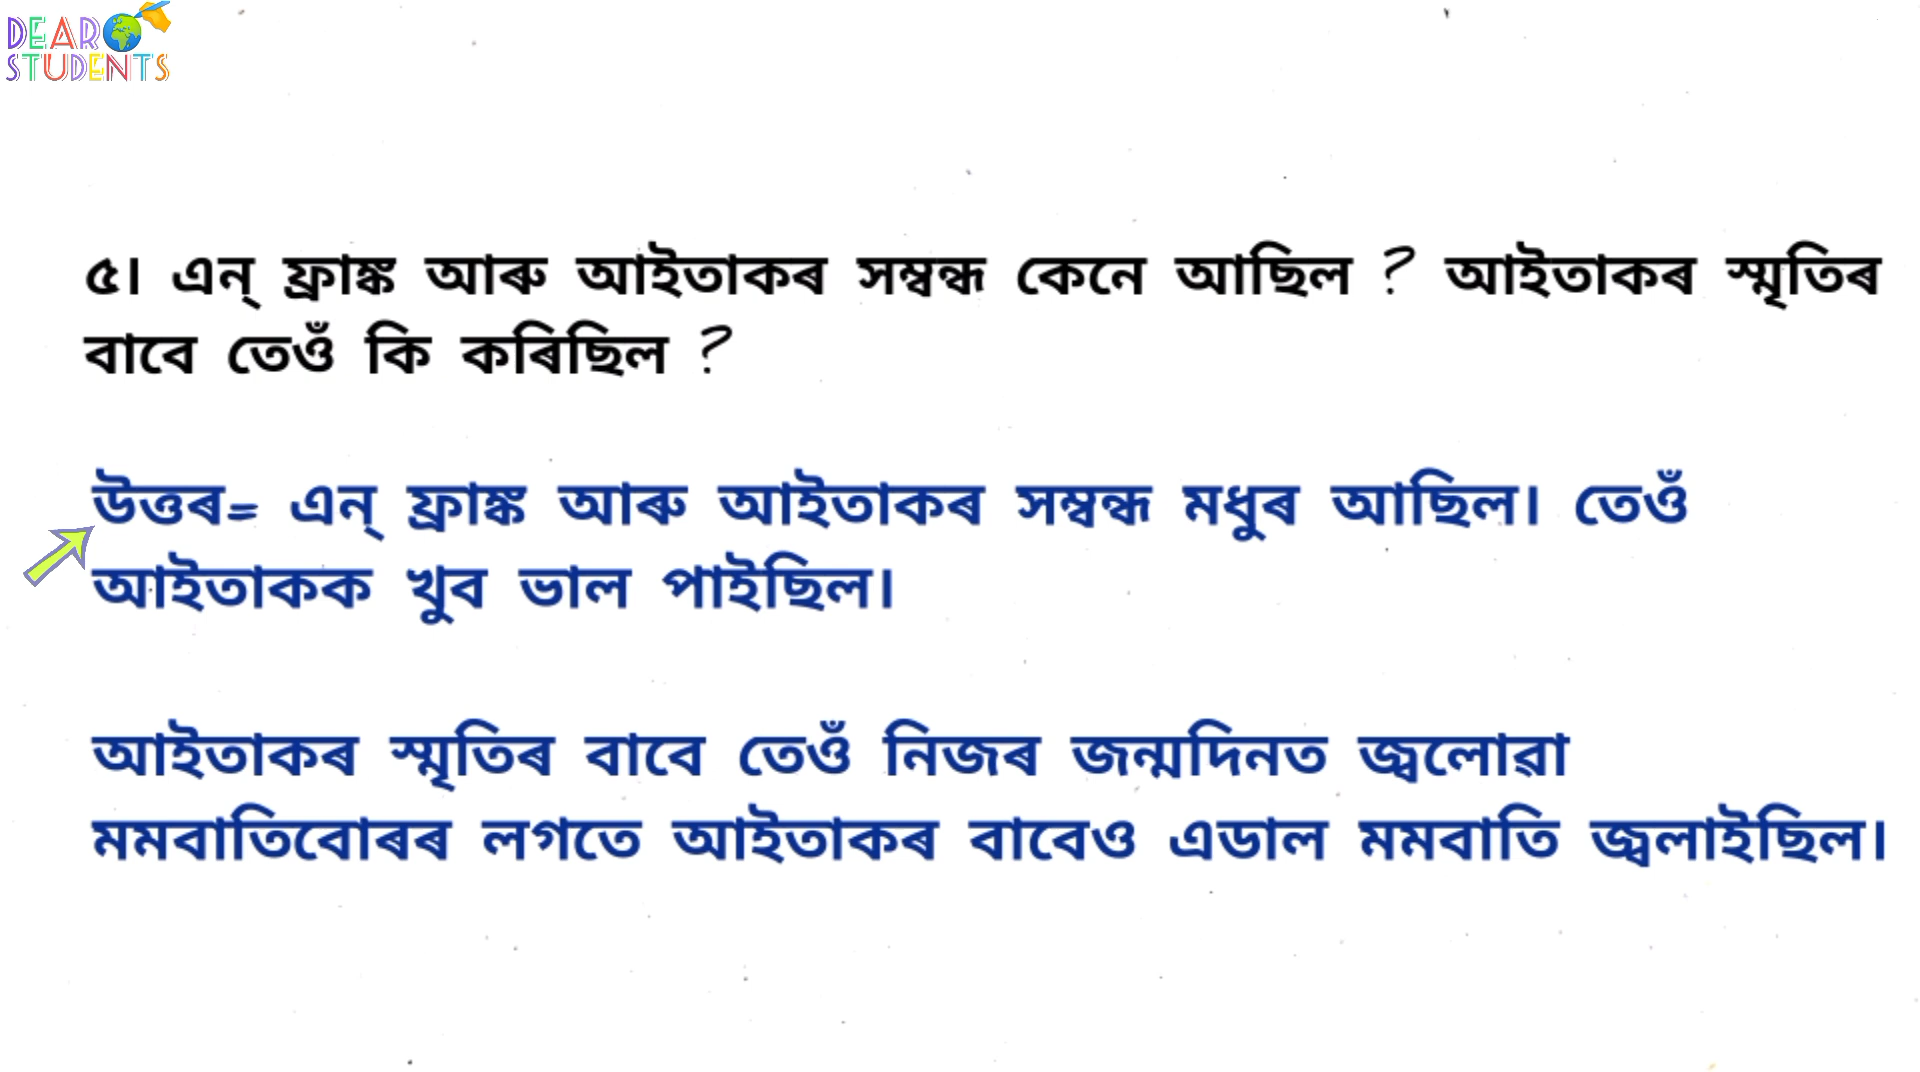 DEAR
STUDENTS
৫। এন্ ফ্ৰাঙ্ক আৰু আইতাকৰ সম্বন্ধ কেনে আছিল ? আইতাকৰ স্মৃতিৰ
বাবে তেওঁ কি কৰিছিল ?
উত্তৰ= এন্ ফ্ৰাঙ্ক আৰু আইতাকৰ সম্বন্ধ মধুৰ আছিল। তেওঁ
আইতাকক খুব ভাল পাইছিল।
আইতাকৰ স্মৃতিৰ বাবে তেওঁ নিজৰ জন্মদিনত জ্বলোৱা
মমবাতিবোৰৰ লগতে আইতাকৰ বাবেও এডাল মমবাতি জ্বলাইছিল।